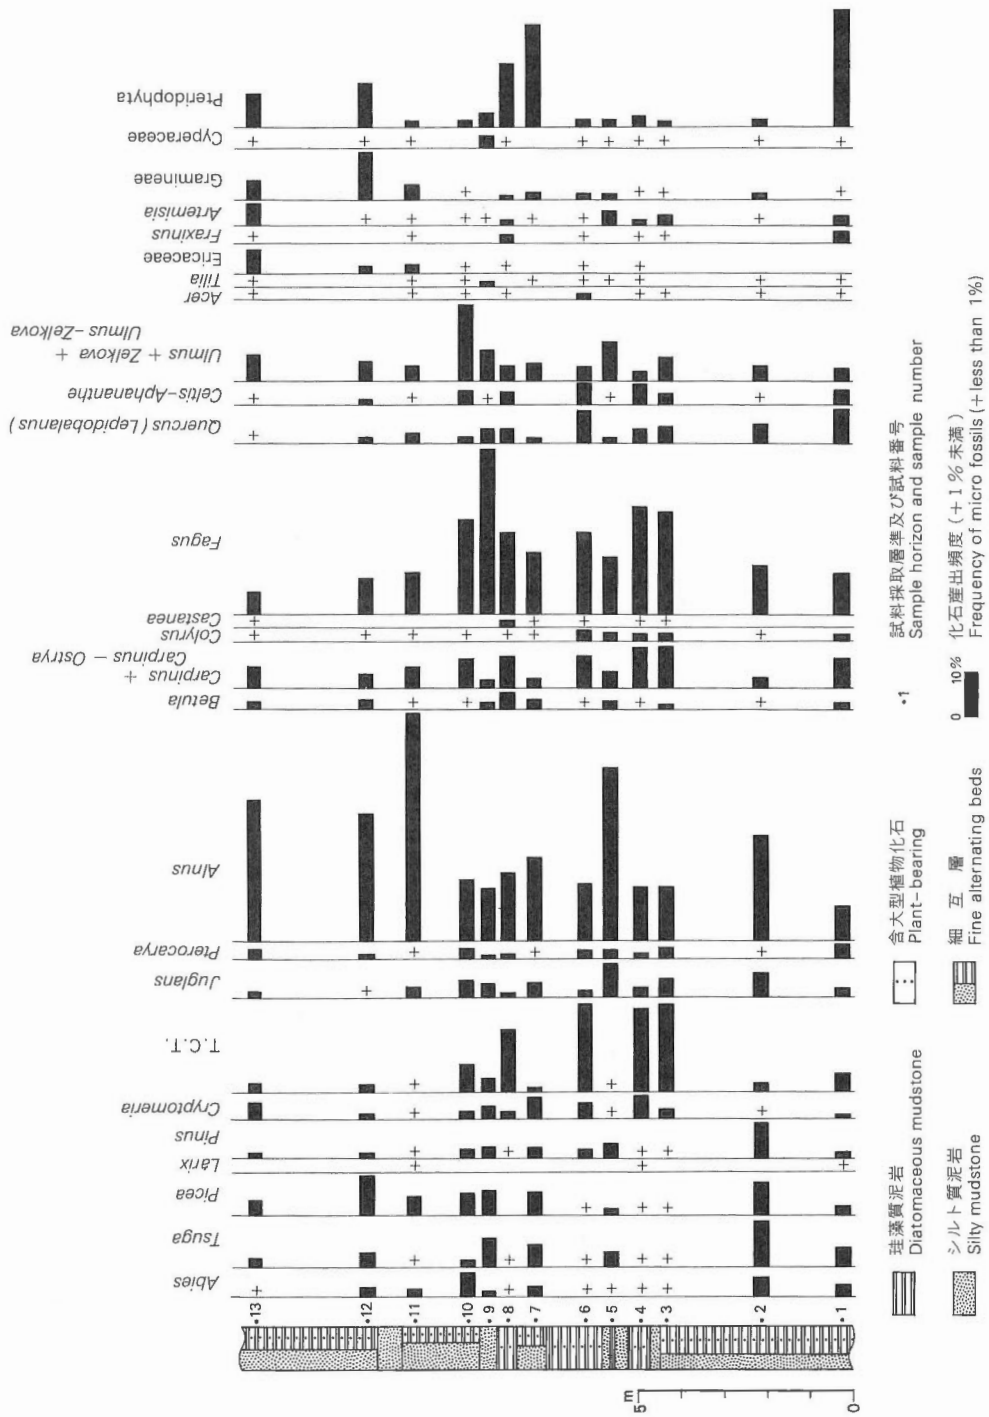 5 m
0
·13
·12
·11
·10
·9
·8
·7
·6
·5
·4
·3
·2
·1
Abies
Tsuga
Picea
Larix
Pinus
Cryptomeria
T.C.T.
Juglans
Pterocarya
Alnus
Betula
Carpinus +
Carpinus – Ostrya
Colyrus
Castanea
Fagus
Quercus (Lepidobalanus)
Celtis–Aphananthe
Ulmus + Zelkova +
Ulmus–Zelkova
Acer
Tilia
Ericaceae
Fraxinus
Artemisia
Gramineae
Cyperaceae
Pteridophyta
珪藻質泥岩
Diatomaceous mudstone
シルト質泥岩
Silty mudstone
含大型植物化石
Plant-bearing
細互層
Fine alternating beds
·1 試料採取層準及び試料番号
Sample horizon and sample number
0 10% 化石産出頻度 (+1%未満)
Frequency of micro fossils (+less than 1%)